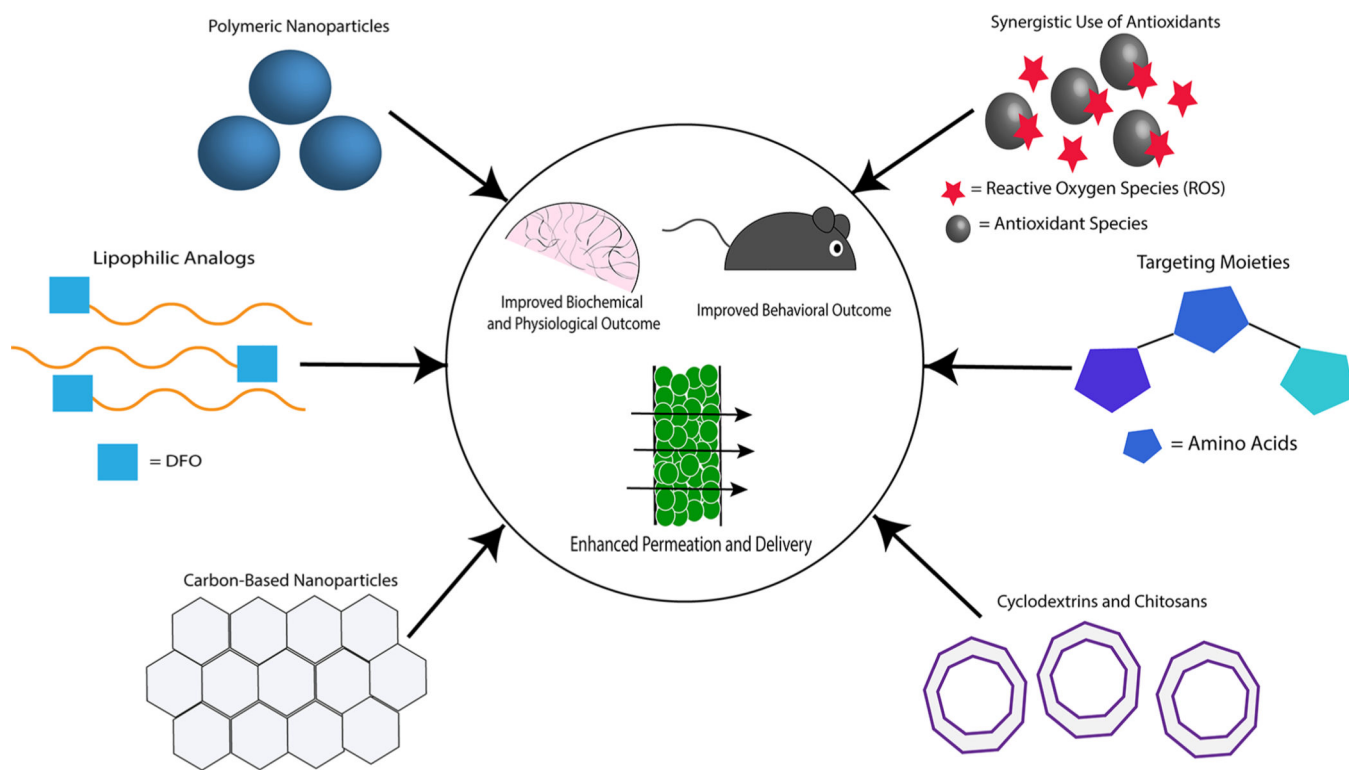 Polymeric Nanoparticles
Synergistic Use of Antioxidants
= Reactive Oxygen Species (ROS)
= Antioxidant Species
Lipophilic Analogs
= DFO
Targeting Moieties
= Amino Acids
Improved Biochemical
and Physiological Outcome
Improved Behavioral Outcome
Enhanced Permeation and Delivery
Carbon-Based Nanoparticles
Cyclodextrins and Chitosans